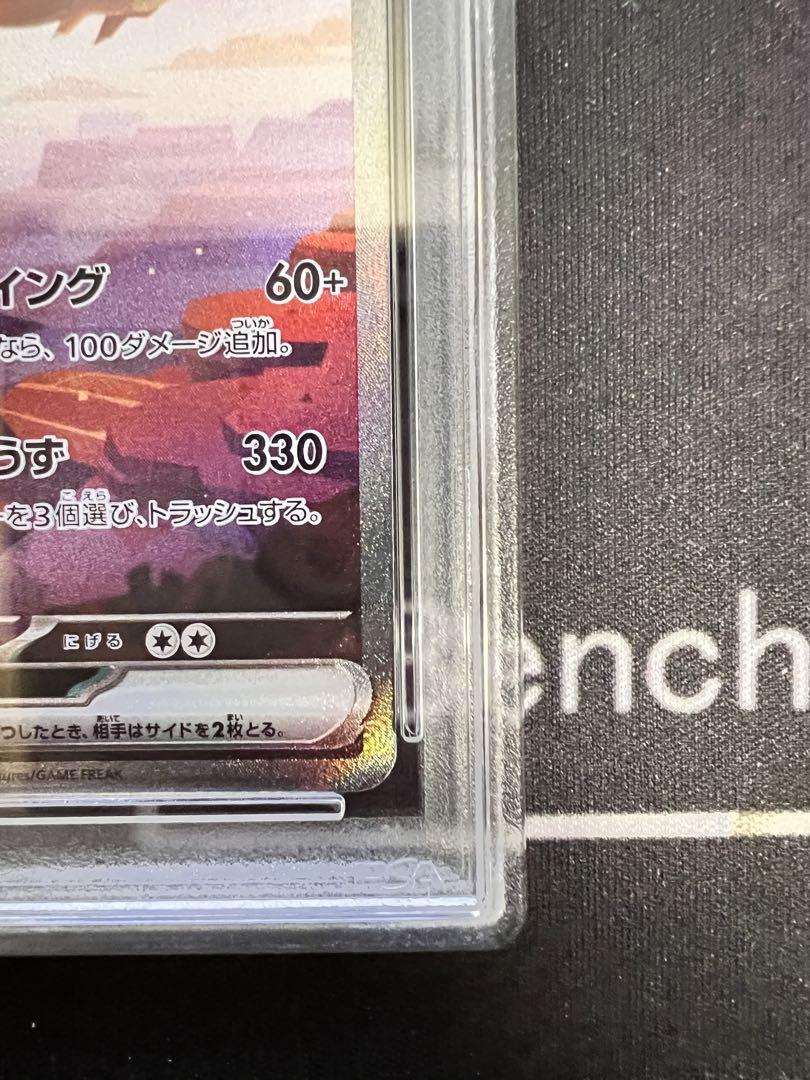 ィング 60+
なら、100ダメージ追加。
ついか
うず 330
ーを3個選び、トラッシュする。
こ えら
にげる
つしたとき、相手はサイドを2枚とる。
あいて まい
ures/GAME FREAK
ench